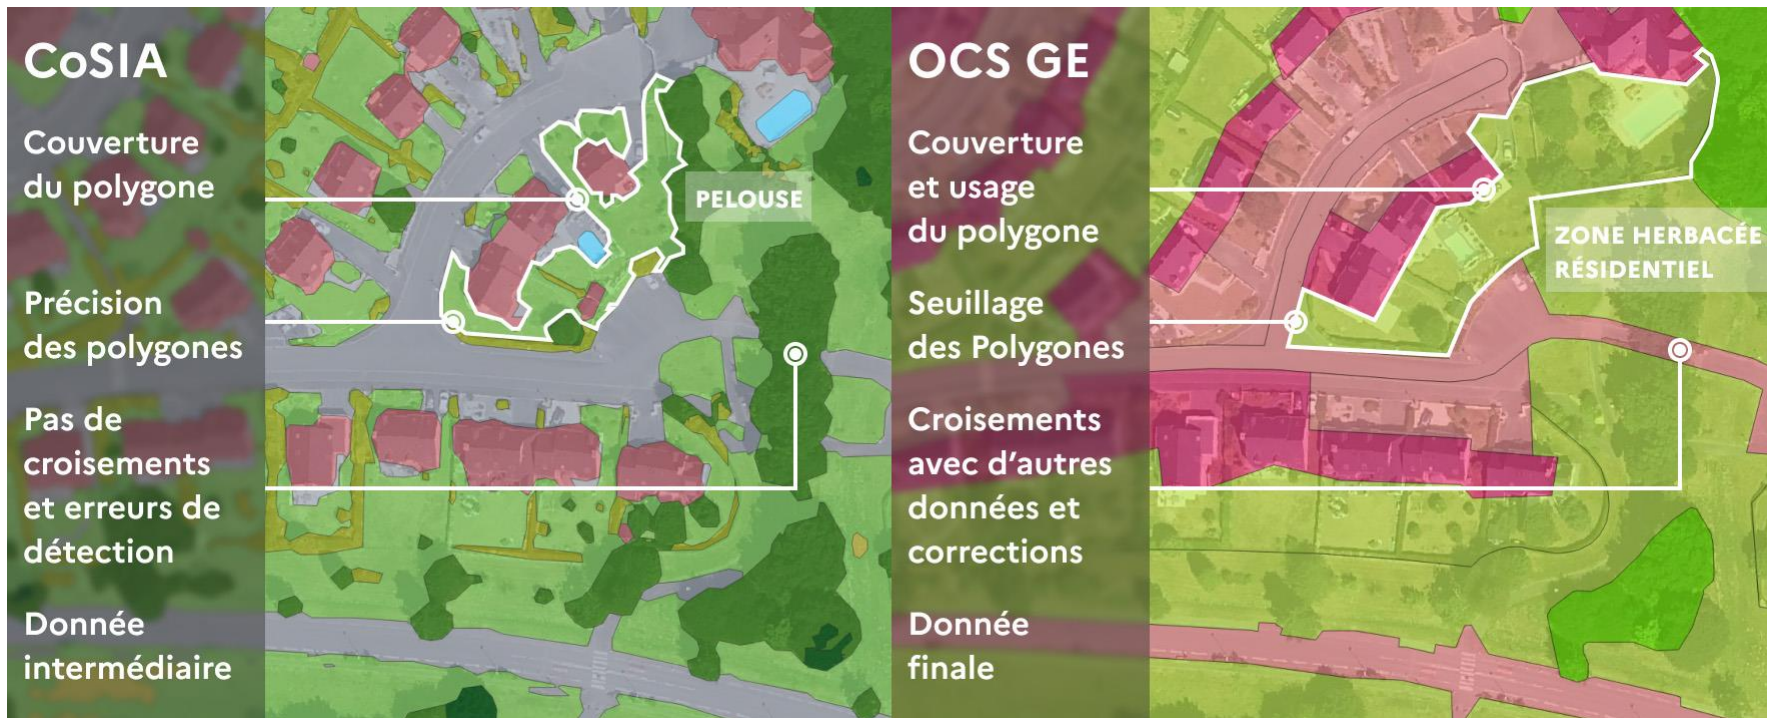 CoSIA
Couverture
du polygone
Précision
des polygones
Pas de
croisements
et erreurs de
détection
Donnée
intermédiaire
PELOUSE
OCS GE
Couverture
et usage
du polygone
Seuillage
des Polygones
Croisements
avec d'autres
données et
corrections
Donnée
finale
ZONE HERBACÉE
RÉSIDENTIEL